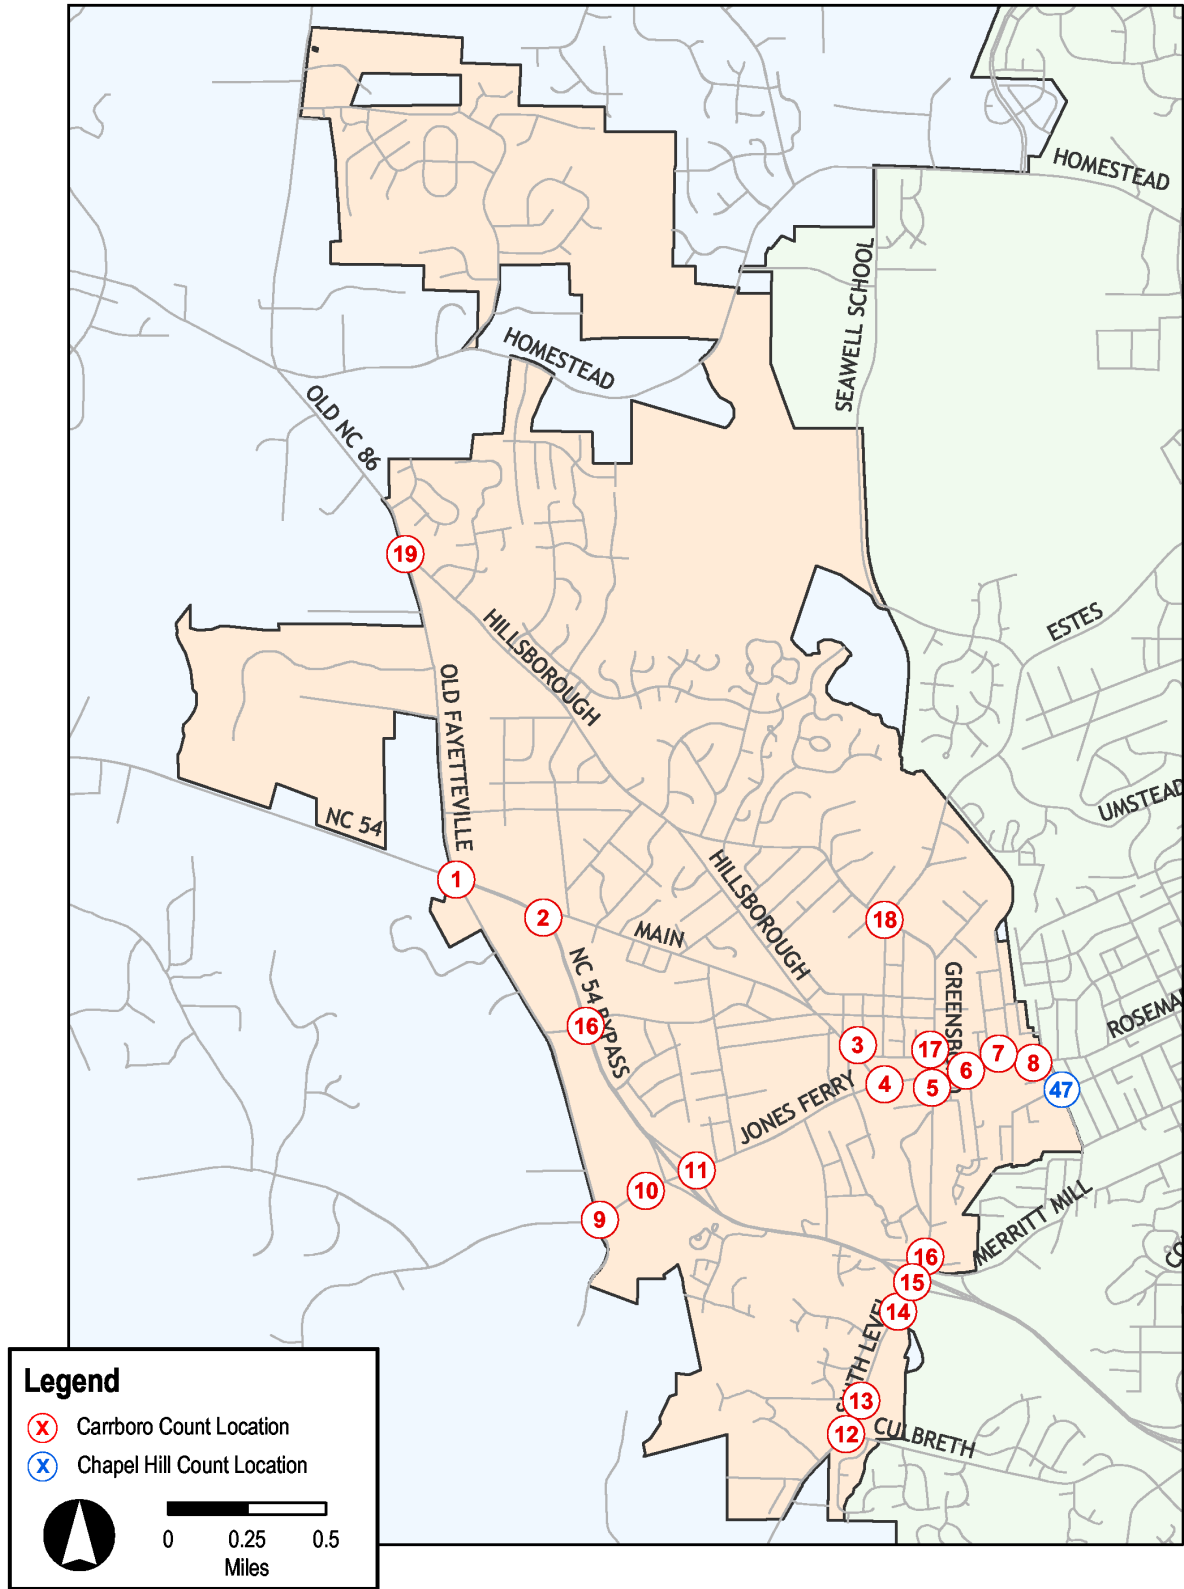 HOMESTEAD
SEAWELL SCHOOL
HOMESTEAD
OLD NC 86
19
HILLSBOROUGH
ESTES
OLD FAYETTEVILLE
UMSTEAD
NC 54
1
HILLSBOROUGH
2
MAIN
18
NC 54 BYPASS
GREENSBO
16
ROSEMA
3
17
7
8
6
4
5
47
JONES FERRY
11
10
9
MERRITT MILL
16
15
14
LEVEL
13
12
CULBRETH
Legend
X Carrboro Count Location
X Chapel Hill Count Location
0 0.25 0.5
Miles